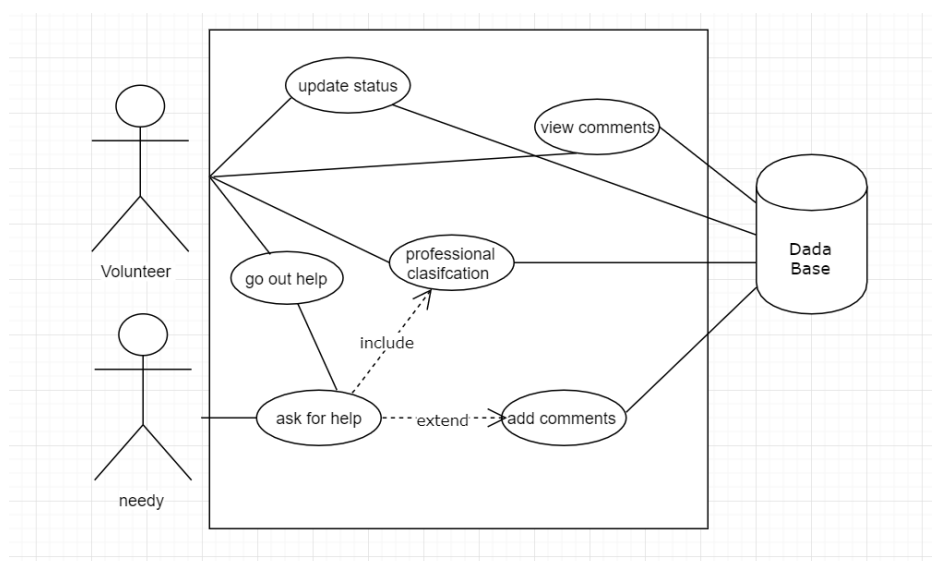 update status
view comments
Volunteer
professional
clasifcation
go out help
Dada
Base
include
ask for help
extend
add comments
needy